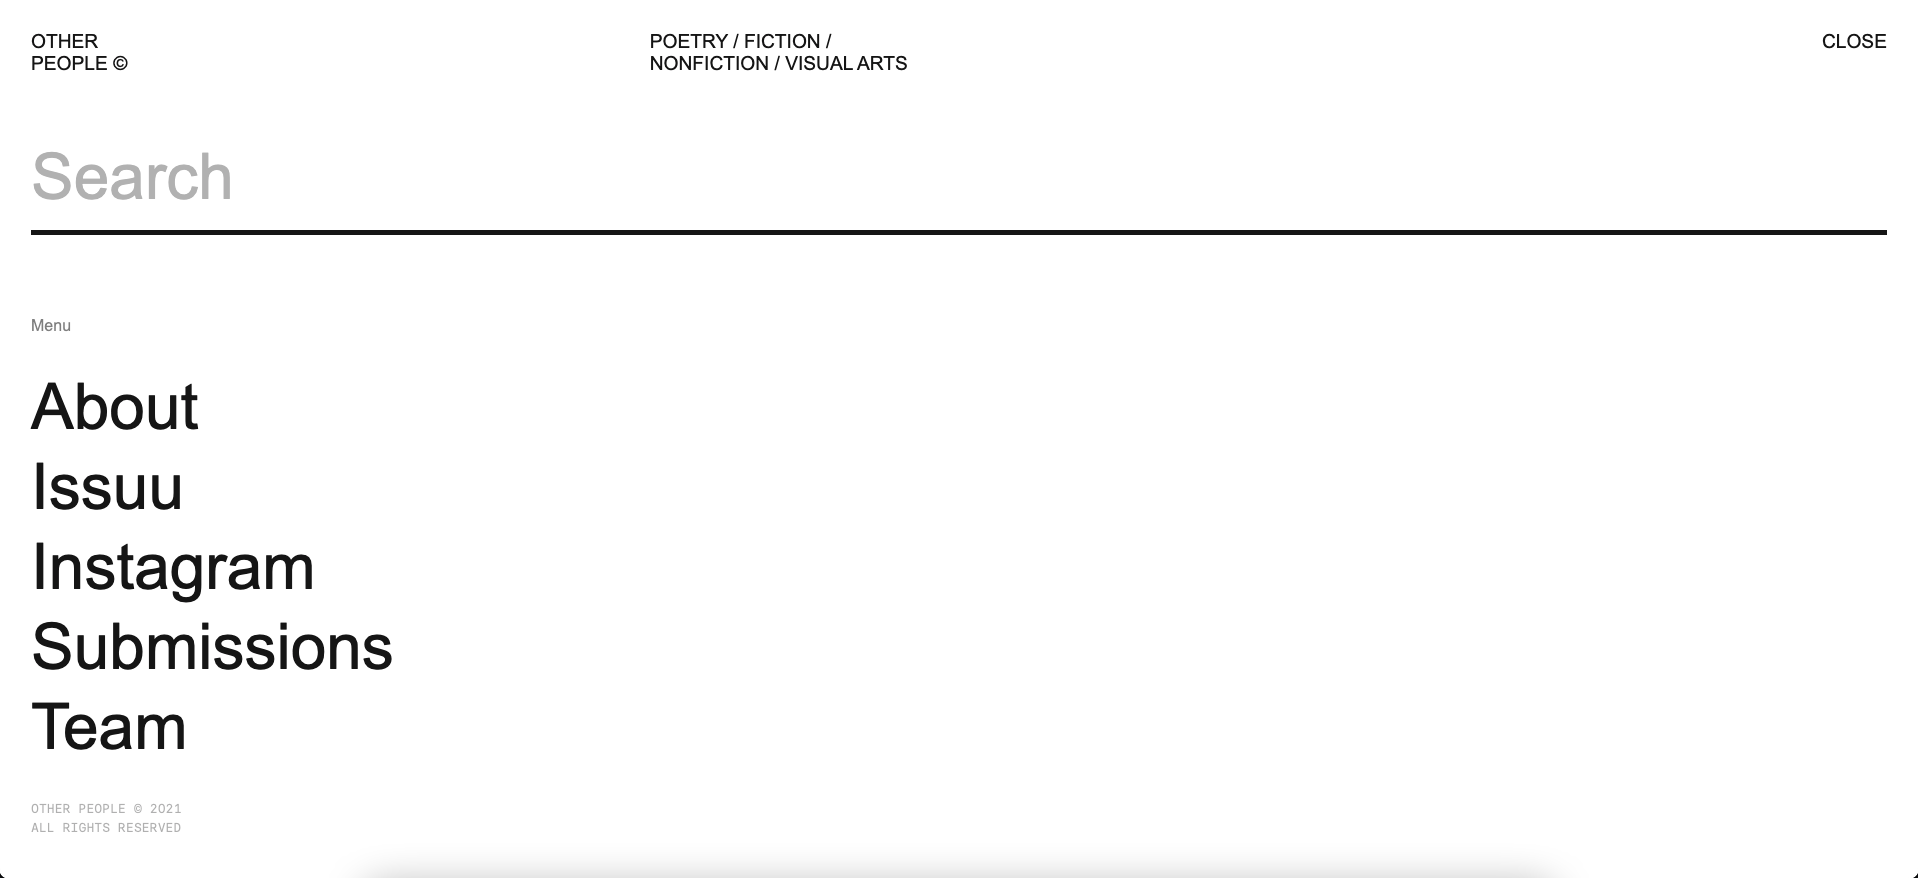 OTHER
PEOPLE ©
POETRY / FICTION /
NONFICTION / VISUAL ARTS
CLOSE
Search
Menu
About
Issuu
Instagram
Submissions
Team
OTHER PEOPLE © 2021
ALL RIGHTS RESERVED